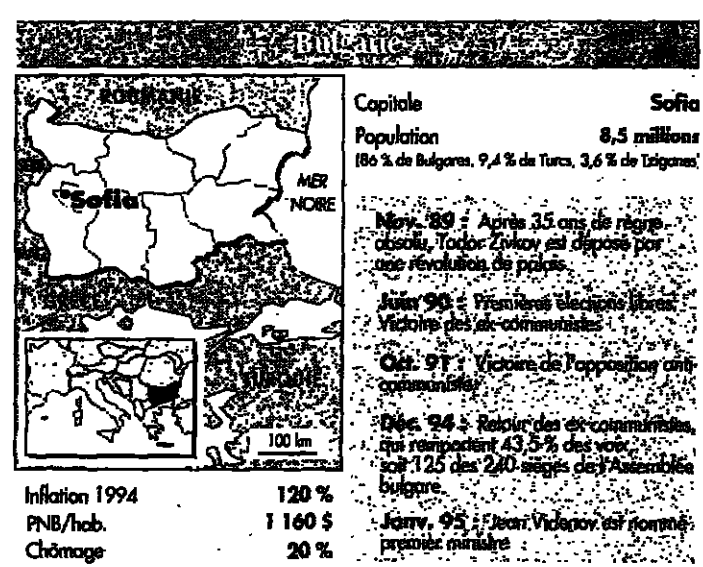 Bulgarie
ROUMANIE
Sofia
MER
NOIRE
GRÈCE
TURQUIE
100 km
Capitale Sofia
Population 8,5 millions
(86 % de Bulgares, 9,4 % de Turcs, 3,6 % de Tziganes)
Nov. 89 : Après 35 ans de règne
absolu, Todor Zivkov est déposé par
une révolution de palais.
Juin 90 : Premières élections libres.
Victoire des ex-communistes
Oct. 91 : Victoire de l'opposition anti-
communiste
Déc. 94 : Retour des ex-communistes,
qui remportent 43,5 % des voix,
soit 125 des 240 sièges de l'Assemblée
bulgare.
Janv. 95 : Jean Videnov est nommé
premier ministre
Inflation 1994 120 %
PNB/hab. 1 160 $
Chômage 20 %